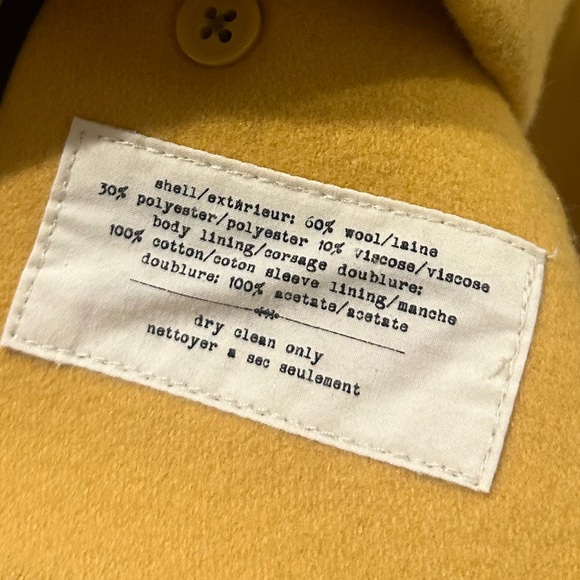 shell/extérieur: 60% wool/laine
30% polyester/polyester 10% viscose/viscose
body lining/corsage doublure:
100% cotton/coton sleeve lining/manche
doublure: 100% acetate/acetate
dry clean only
nettoyer a sec seulement